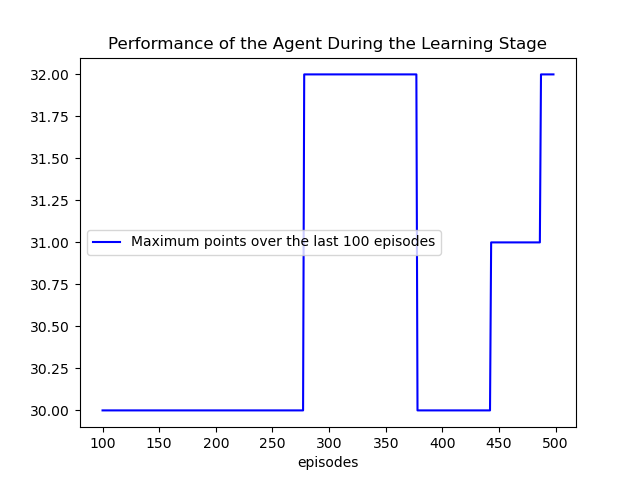 Performance of the Agent During the Learning Stage
32.00
31.75
31.50
31.25
31.00
30.75
30.50
30.25
30.00
Maximum points over the last 100 episodes
100 150 200 250 300 350 400 450 500
episodes